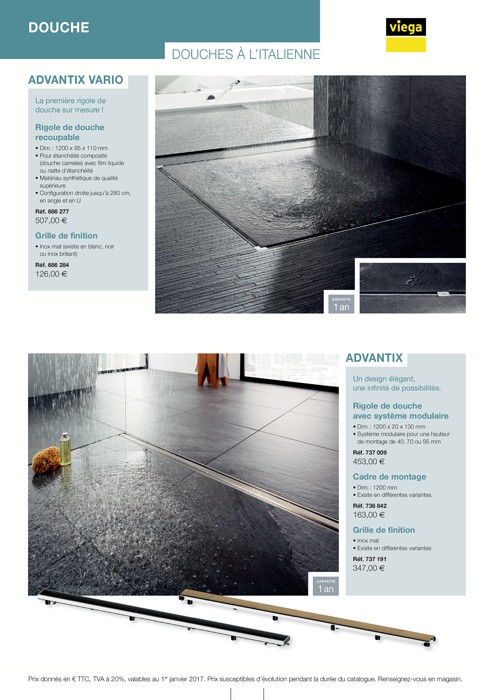 DOUCHE
viega
DOUCHES À L'ITALIENNE
ADVANTIX VARIO
La première rigole de
douche sur mesure !
Rigole de douche
recoupable
• Dim. : 1200 x 95 x 110 mm
• Pour étanchéité composite
(douche carrelée) avec film liquide
ou natte d'étanchéité
• Matériau synthétique de qualité
supérieure
• Configuration droite jusqu'à 280 cm,
en angle et en U
Réf. 686 277
507,00 €
Grille de finition
• Inox mat (existe en blanc, noir
ou inox brillant)
Réf. 686 284
126,00 €
GARANTIE
1 an
ADVANTIX
Un design élégant,
une infinité de possibilités.
Rigole de douche
avec système modulaire
• Dim. : 1200 x 20 x 130 mm
• Système modulaire pour une hauteur
de montage de 40, 70 ou 95 mm
Réf. 737 009
453,00 €
Cadre de montage
• Dim. : 1200 mm
• Existe en différentes variantes
Réf. 736 842
163,00 €
Grille de finition
• Inox mat
• Existe en différentes variantes
Réf. 737 191
347,00 €
GARANTIE
1 an
Prix donnés en € TTC, TVA à 20%, valables au 1er janvier 2017. Prix susceptibles d'évolution pendant la durée du catalogue. Renseignez-vous en magasin.